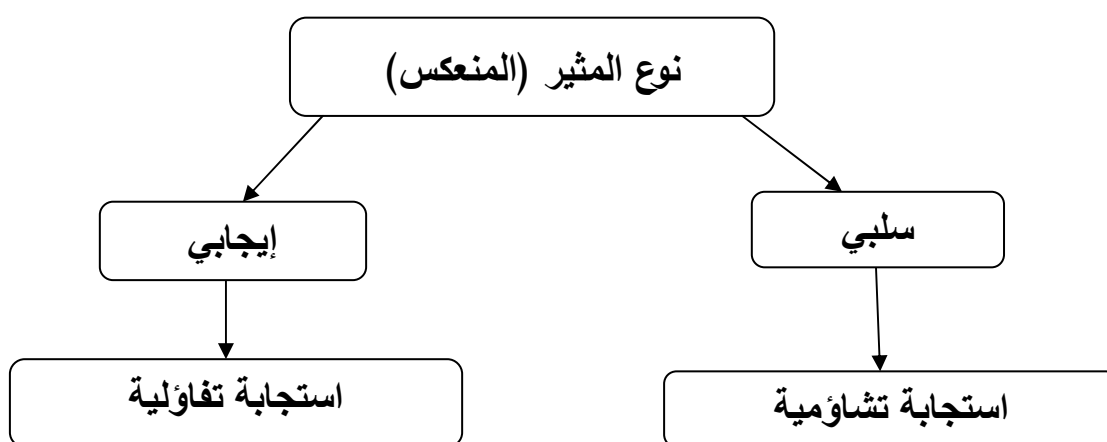 نوع المثير (المنعكس)
سلبي
إيجابي
استجابة تشاؤمية
استجابة تفاؤلية